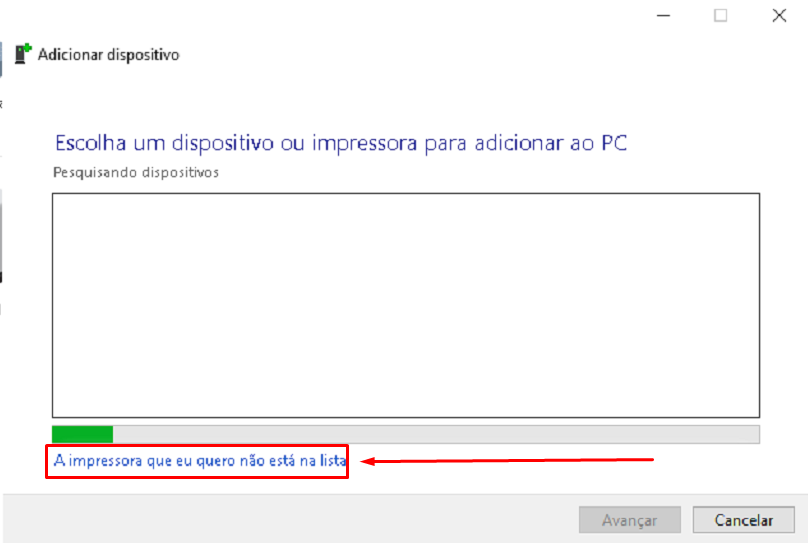 Adicionar dispositivo
Escolha um dispositivo ou impressora para adicionar ao PC
Pesquisando dispositivos
A impressora que eu quero não está na lista
Avançar
Cancelar